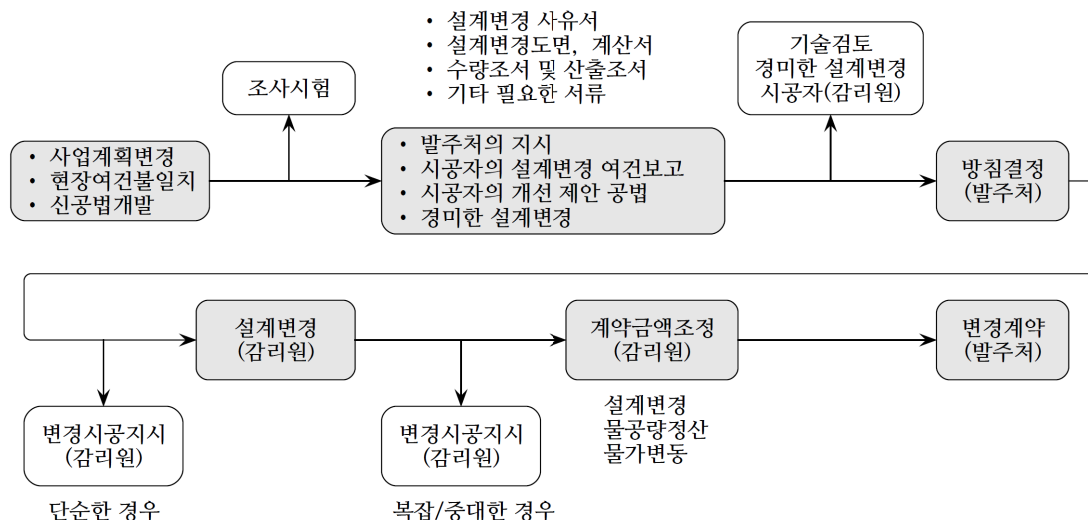 • 설계변경 사유서
• 설계변경도면, 계산서
• 수량조서 및 산출조서
• 기타 필요한 서류
기술검토
경미한 설계변경
시공자(감리원)
조사시험
• 사업계획변경
• 현장여건불일치
• 신공법개발
• 발주처의 지시
• 시공자의 설계변경 여건보고
• 시공자의 개선 제안 공법
• 경미한 설계변경
방침결정
(발주처)
설계변경
(감리원)
계약금액조정
(감리원)
변경계약
(발주처)
변경시공지시
(감리원)
단순한 경우
변경시공지시
(감리원)
복잡/중대한 경우
설계변경
물공량정산
물가변동